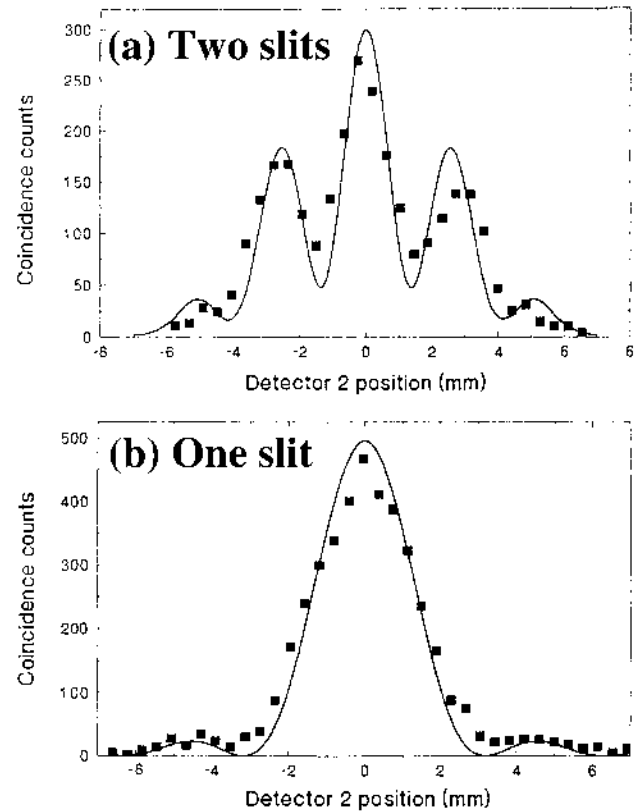 (a) Two slits
300
250
200
150
100
50
0
Coincidence counts
-8 -6 -4 -2 0 2 4 6 8
Detector 2 position (mm)
(b) One slit
500
400
300
200
100
0
Coincidence counts
-6 -4 -2 0 2 4 6
Detector 2 position (mm)